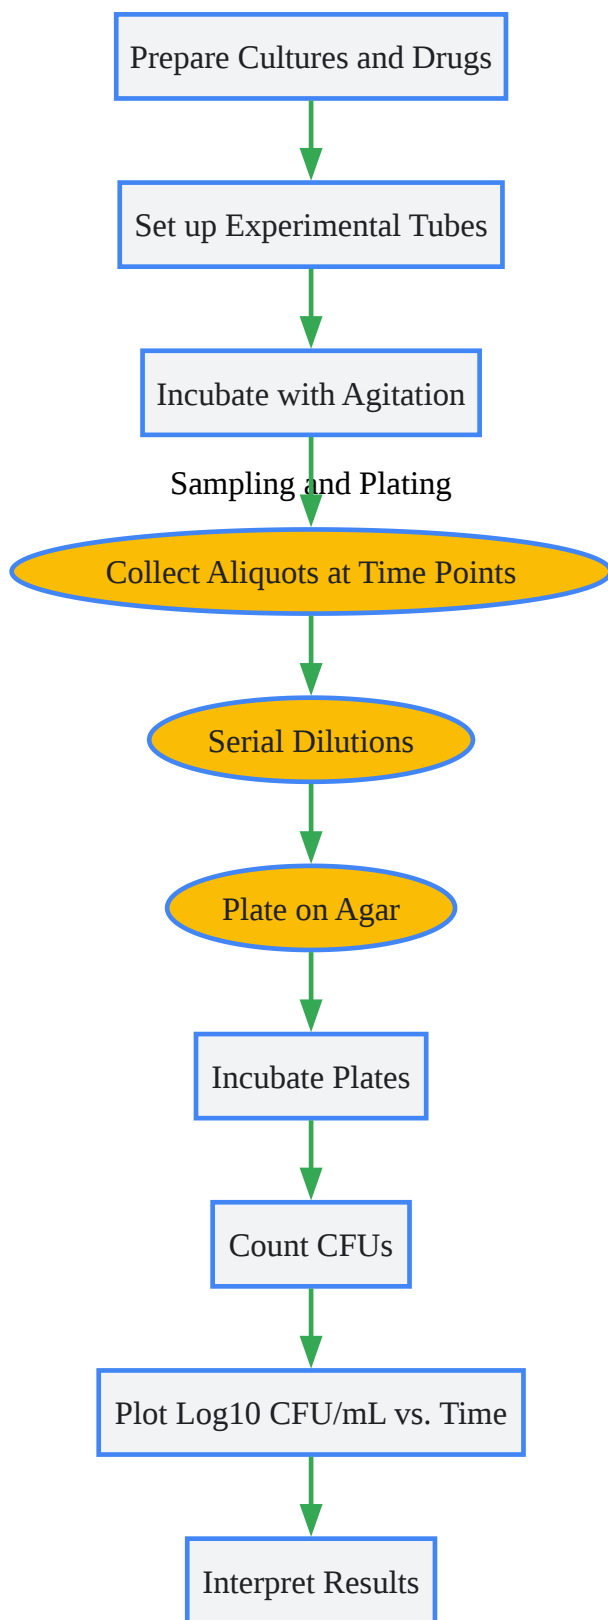 Prepare Cultures and Drugs
Set up Experimental Tubes
Incubate with Agitation
Sampling and Plating
Collect Aliquots at Time Points
Serial Dilutions
Plate on Agar
Incubate Plates
Count CFUs
Plot Log10 CFU/mL vs. Time
Interpret Results